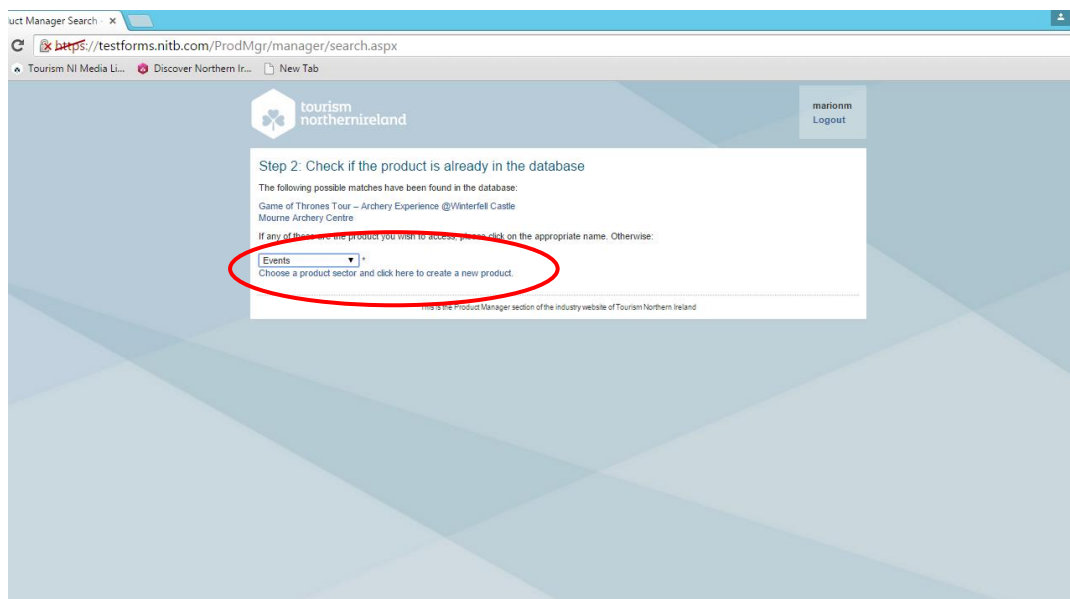 uct Manager Search - ×
https://testforms.nitb.com/ProdMgr/manager/search.aspx
Tourism NI Media Li... Discover Northern Ir... New Tab
tourism
northernireland
marionm
Logout
Step 2: Check if the product is already in the database
The following possible matches have been found in the database:
Game of Thrones Tour – Archery Experience @Winterfell Castle
Mourne Archery Centre
If any of these are the product you wish to access, please click on the appropriate name. Otherwise:
Events ▼ *
Choose a product sector and click here to create a new product.
This is the Product Manager section of the industry website of Tourism Northern Ireland